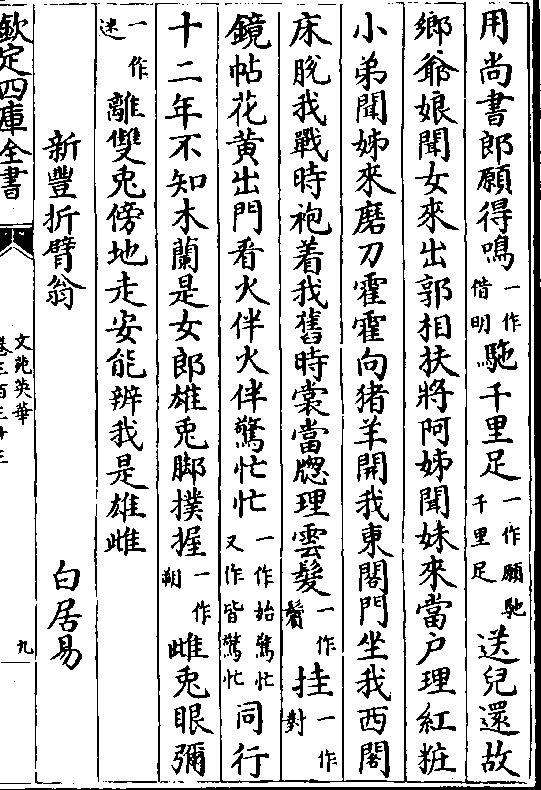 用尚書郎願得鳴一作借明駞千里足一作願馳千里足送兒還故
鄉爺娘聞女來出郭相扶將阿姊聞妹來當户理紅粧
小弟聞姊來磨刀霍霍向猪羊開我東閣門坐我西閣
床脫我戰時袍着我舊時裳當牎理雲髮一作鬢挂一作對
鏡帖花黄出門看火伴火伴驚忙忙一作始驚忙又作皆驚忙同行
十二年不知木蘭是女郎雄兎脚撲握一作朔雌兎眼彌
一作迷離雙兎傍地走安能辨我是雄雌
新豐折臂翁 白居易
欽定四庫全書
文苑英華
卷三百三十三
九